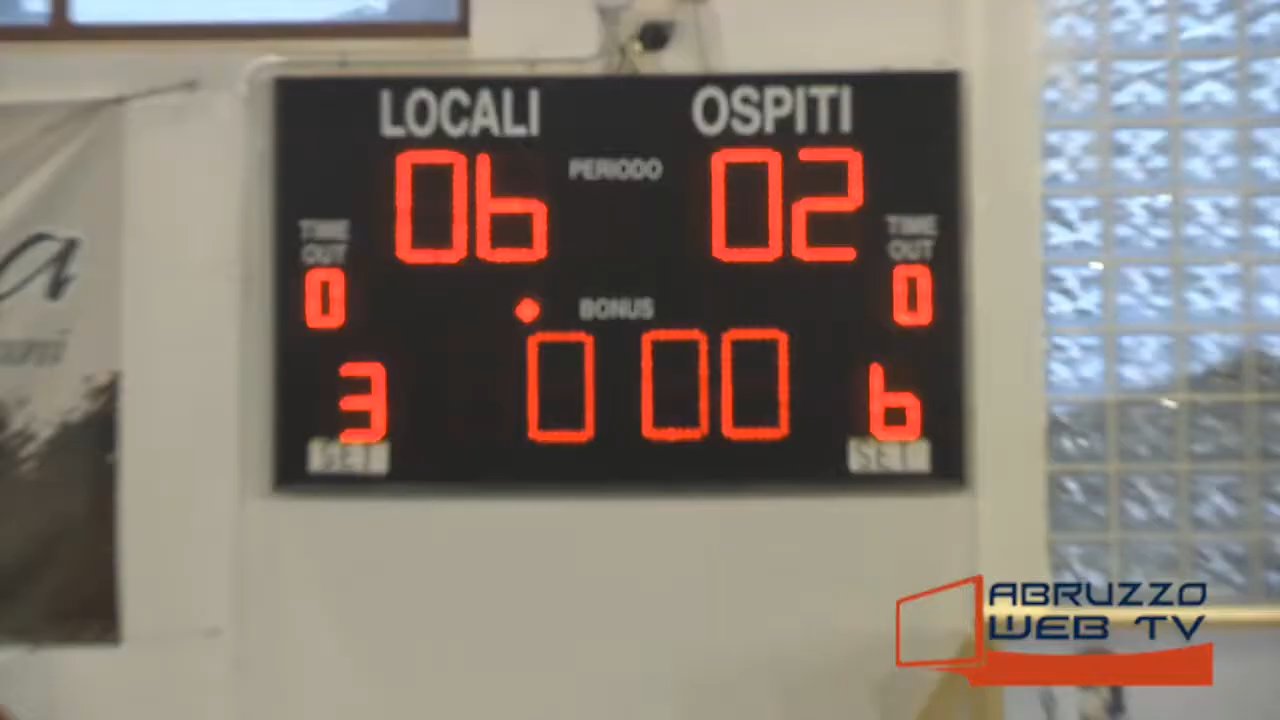 LOCALI OSPITI
06 PERIODO 02
TIME OUT TIME OUT
0 BONUS 0
3 0 00 6
SET SET
ABRUZZO
WEB TV